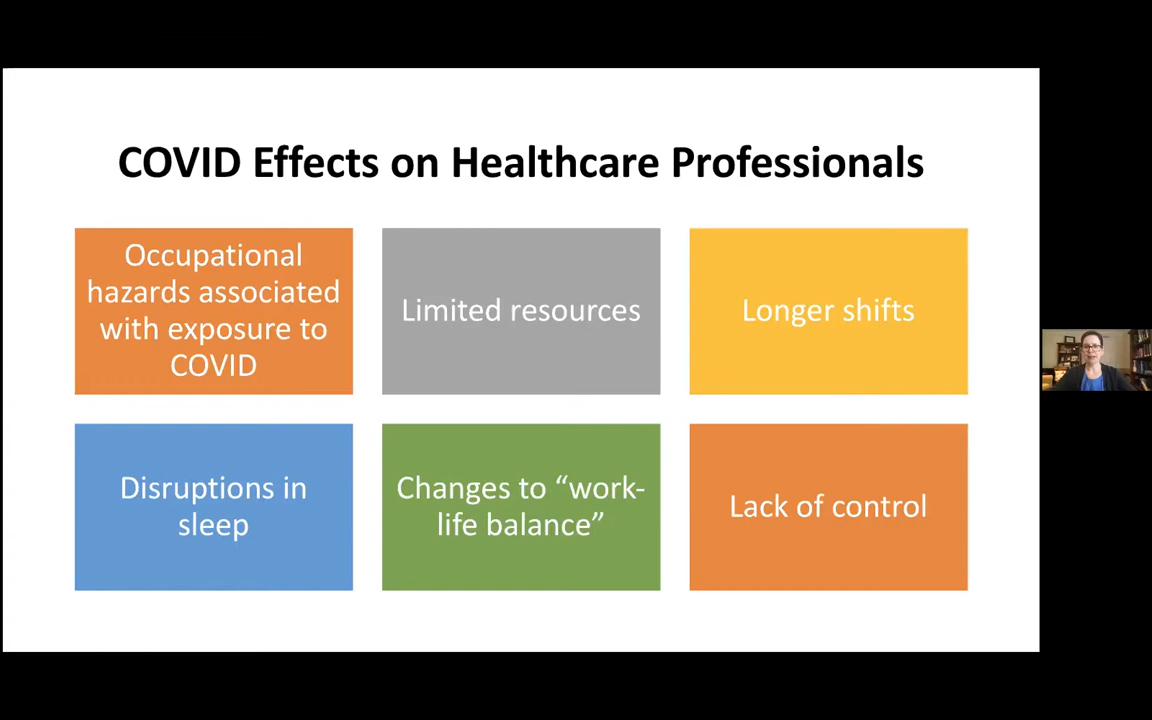 COVID Effects on Healthcare Professionals
Occupational
hazards associated
with exposure to
COVID
Limited resources
Longer shifts
Disruptions in
sleep
Changes to “work-
life balance”
Lack of control